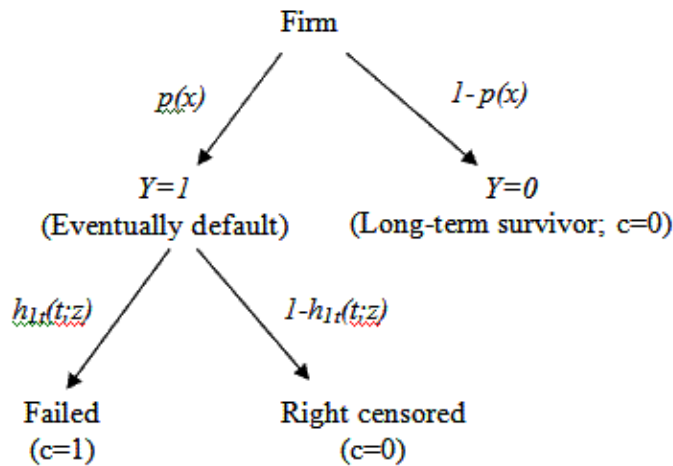 Firm
p(x)
1-p(x)
Y=1
Y=0
(Eventually default)
(Long-term survivor; c=0)
h1t(t;z)
1-h1t(t;z)
Failed
Right censored
(c=1)
(c=0)